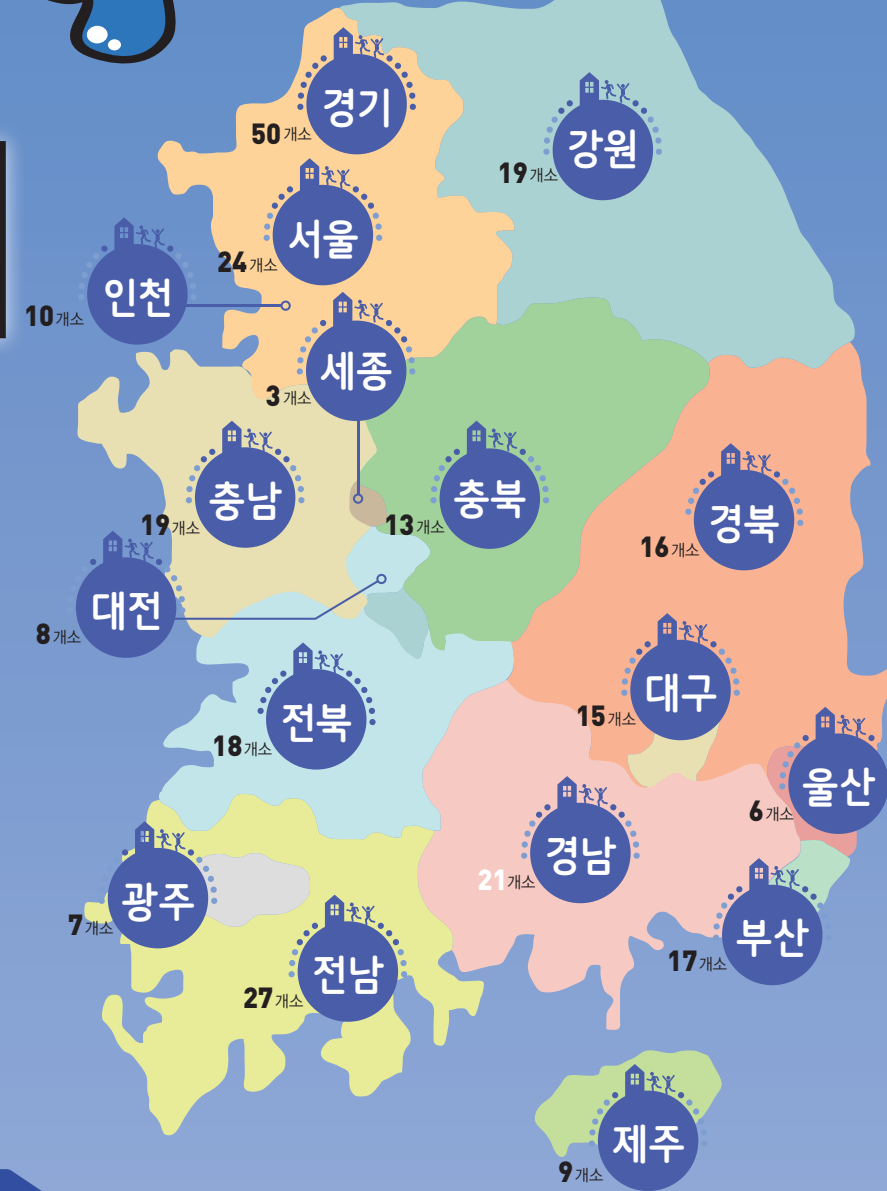 경기
50개소
강원
19개소
서울
24개소
인천
10개소
세종
3개소
충남
19개소
충북
13개소
경북
16개소
대전
8개소
대구
15개소
전북
18개소
울산
6개소
경남
21개소
광주
7개소
부산
17개소
전남
27개소
제주
9개소